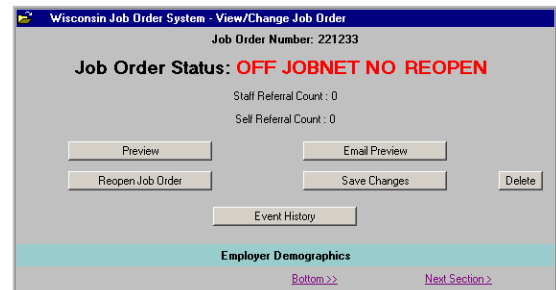 Wisconsin Job Order System - View/Change Job Order
Job Order Number: 221233
Job Order Status: OFF JOBNET NO REOPEN
Staff Referral Count : 0
Self Referral Count : 0
Preview Email Preview
Reopen Job Order Save Changes Delete
Event History
Employer Demographics
Bottom >> Next Section >